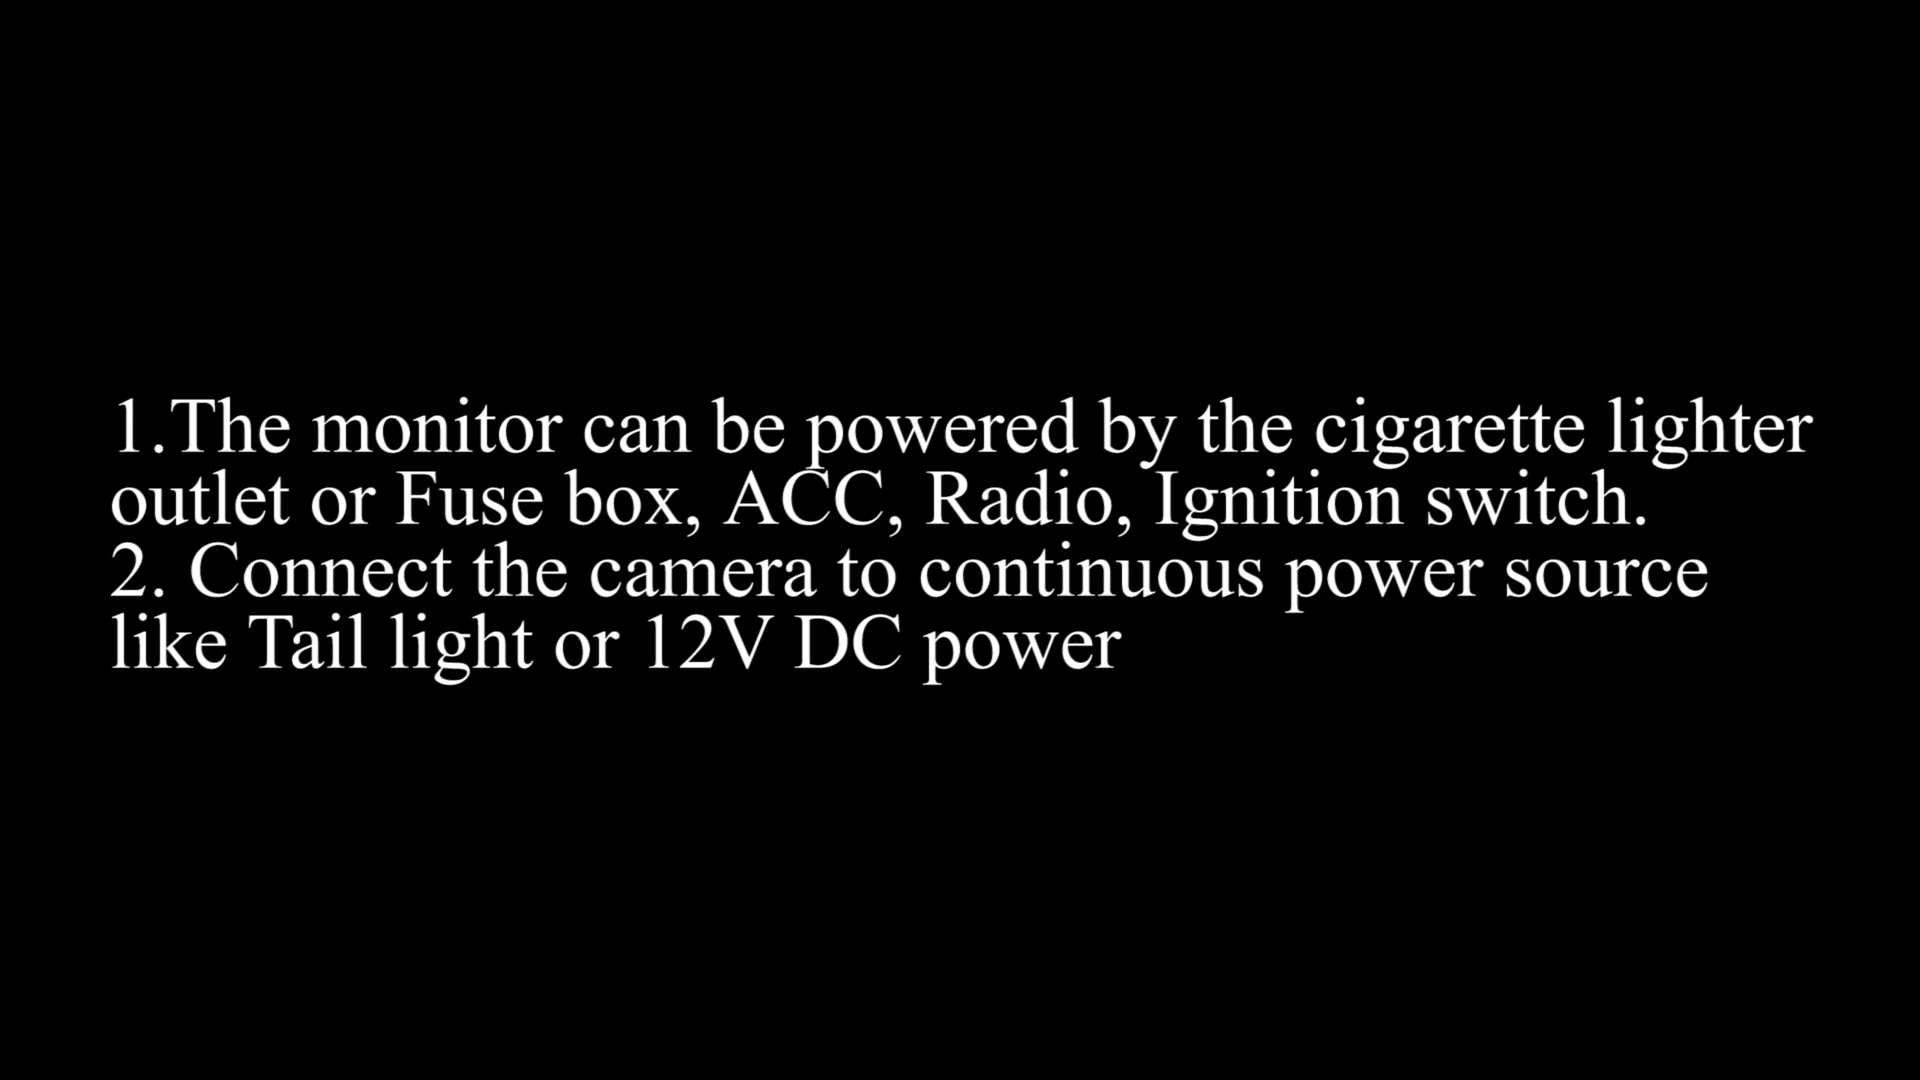 1.The monitor can be powered by the cigarette lighter
outlet or Fuse box, ACC, Radio, Ignition switch.
2. Connect the camera to continuous power source
like Tail light or 12V DC power